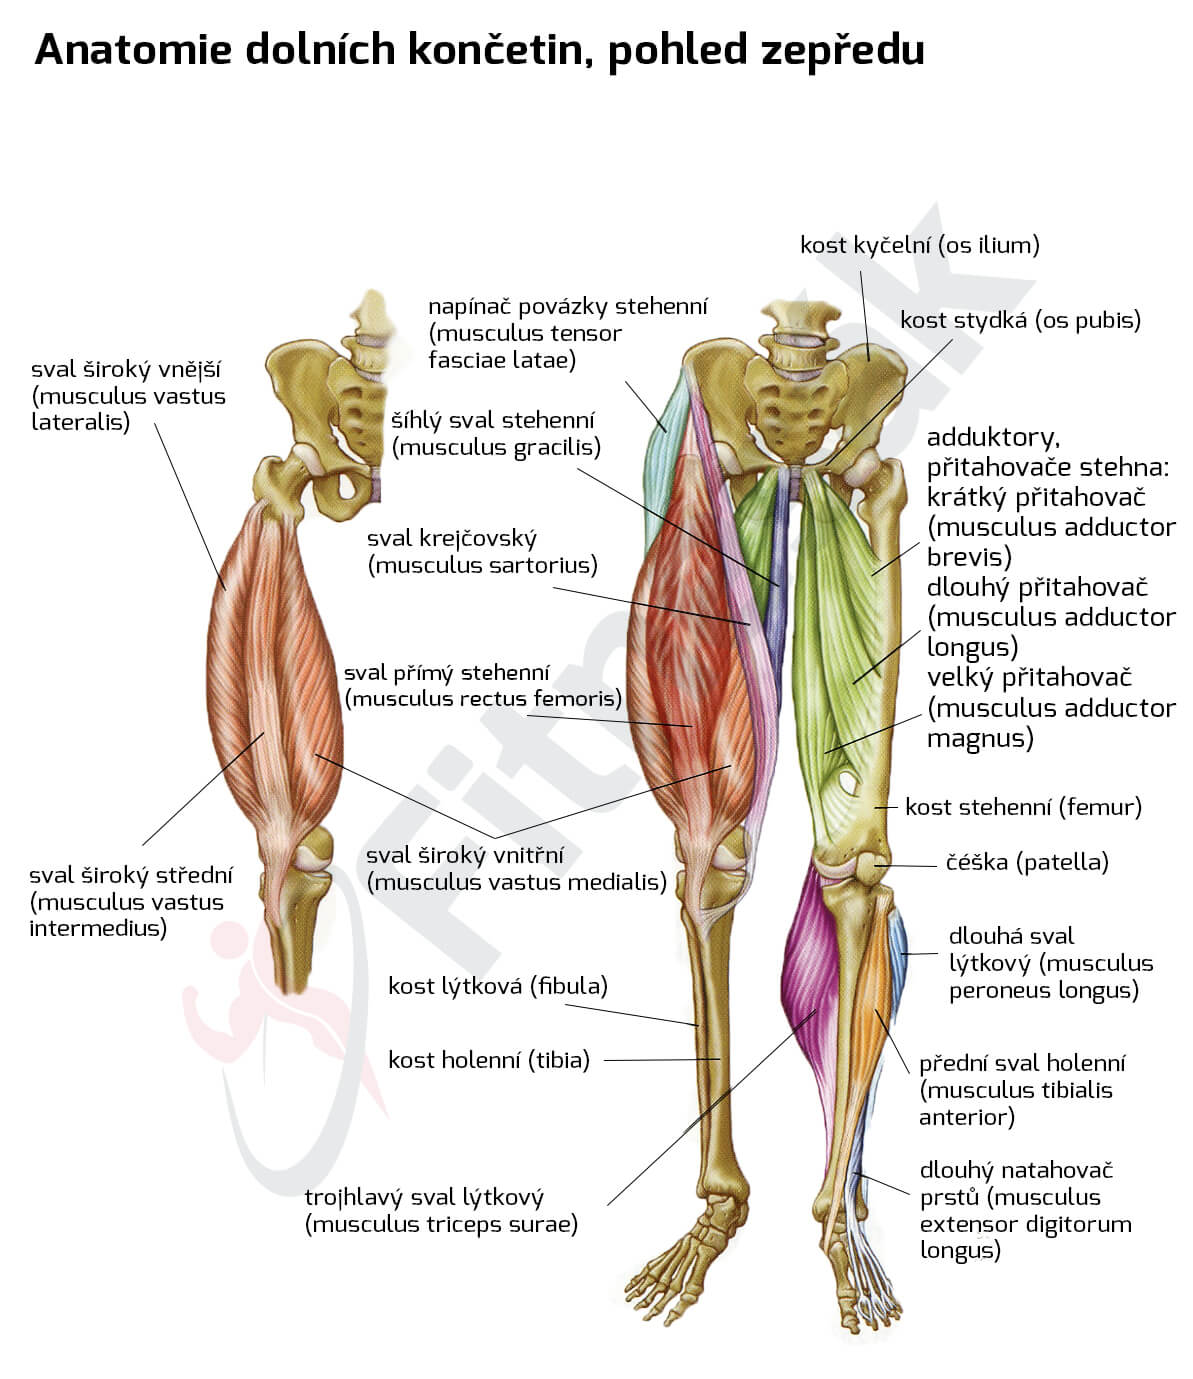 Anatomie dolních končetin, pohled zepředu
kost kyčelní (os ilium)
napínač povázky stehenní
(musculus tensor
fasciae latae)
kost stydká (os pubis)
sval široký vnější
(musculus vastus
lateralis)
šíhlý sval stehenní
(musculus gracilis)
adduktory,
přitahovače stehna:
krátký přitahovač
(musculus adductor
brevis)
dlouhý přitahovač
(musculus adductor
longus)
velký přitahovač
(musculus adductor
magnus)
sval krejčovský
(musculus sartorius)
sval přímý stehenní
(musculus rectus femoris)
kost stehenní (femur)
sval široký vnitřní
(musculus vastus medialis)
čéška (patella)
sval široký střední
(musculus vastus
intermedius)
dlouhá sval
lýtkový (musculus
peroneus longus)
kost lýtková (fibula)
kost holenní (tibia)
přední sval holenní
(musculus tibialis
anterior)
trojhlavý sval lýtkový
(musculus triceps surae)
dlouhý natahovač
prstů (musculus
extensor digitorum
longus)